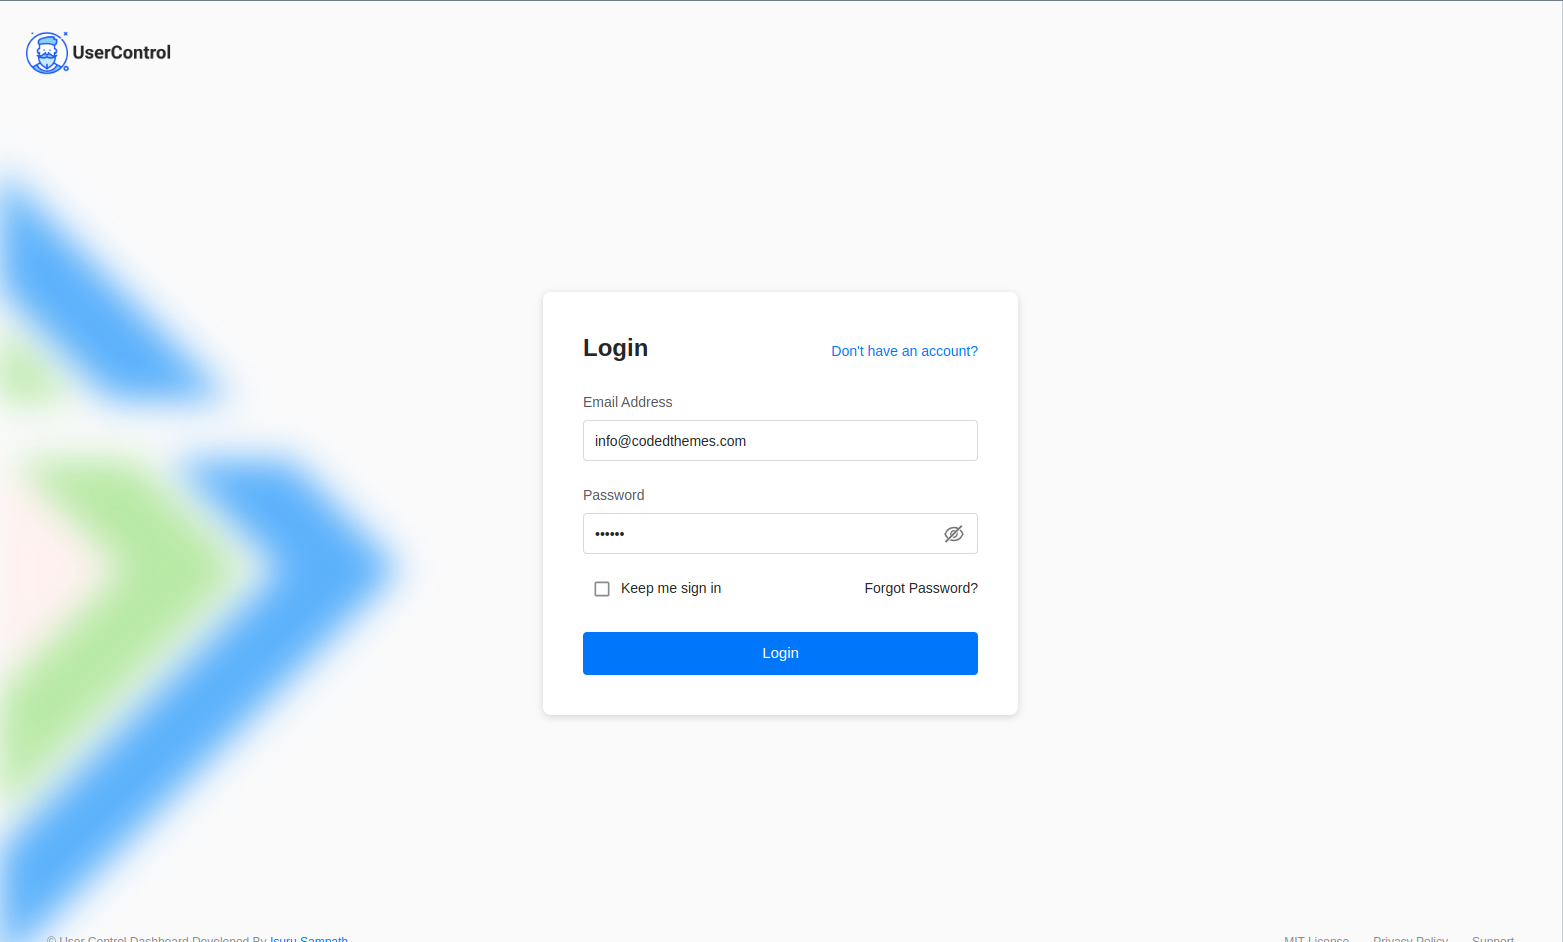 UserControl
Login
Don't have an account?
Email Address
info@codedthemes.com
Password
••••••
Keep me sign in
Forgot Password?
Login
© User Control Dashboard Developed By Isuru Sampath
MIT License
Privacy Policy
Support